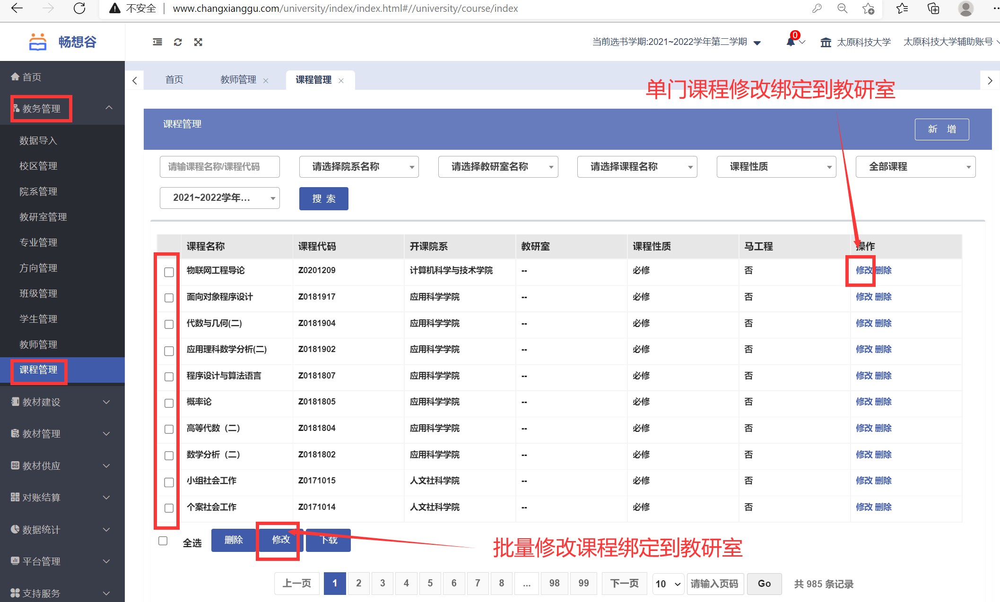 不安全 | www.changxianggu.com/university/index/index.html#//university/course/index
畅想谷
当前选书学期:2021~2022学年第二学期
0
太原科技大学
太原科技大学辅助账号
首页
教务管理
数据导入
校区管理
院系管理
教研室管理
专业管理
方向管理
班级管理
学生管理
教师管理
课程管理
教材建设
教材管理
教材供应
对账结算
数据统计
平台管理
支持服务
首页 教师管理 课程管理
单门课程修改绑定到教研室
课程管理
新 增
请输课程名称/课程代码 请选择院系名称 请选择教研室名称 请选择课程名称 课程性质 全部课程
2021~2022学年... 搜 索
课程名称 课程代码 开课院系 教研室 课程性质 马工程 操作
物联网工程导论 Z0201209 计算机科学与技术学院 -- 必修 否 修改 删除
面向对象程序设计 Z0181917 应用科学学院 -- 必修 否 修改 删除
代数与几何(二) Z0181904 应用科学学院 -- 必修 否 修改 删除
应用理科数学分析(二) Z0181902 应用科学学院 -- 必修 否 修改 删除
程序设计与算法语言 Z0181807 应用科学学院 -- 必修 否 修改 删除
概率论 Z0181805 应用科学学院 -- 必修 否 修改 删除
高等代数（二） Z0181804 应用科学学院 -- 必修 否 修改 删除
数学分析（二） Z0181802 应用科学学院 -- 必修 否 修改 删除
小组社会工作 Z0171015 人文社科学院 -- 必修 否 修改 删除
个案社会工作 Z0171014 人文社科学院 -- 必修 否 修改 删除
全选 删除 修改 下载
批量修改课程绑定到教研室
上一页 1 2 3 4 5 6 7 8 ... 98 99 下一页 10 请输入页码 Go 共 985 条记录